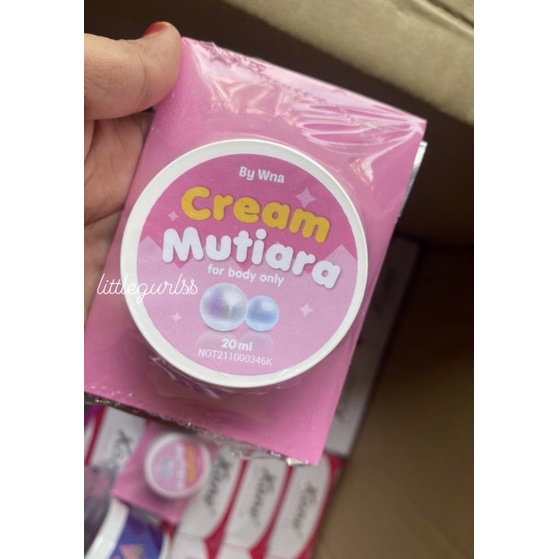 By Wna
Cream
Mutiara
for body only
littlegurlss
20 ml
NOT211000346K